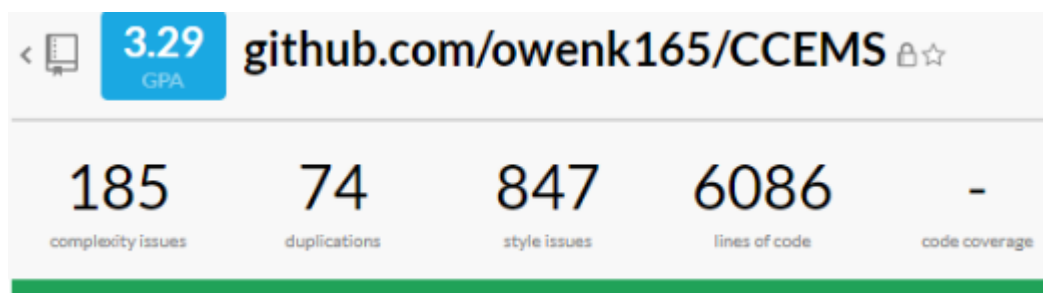 3.29 github.com/owenk165/CCEMS
GPA
185 74 847 6086 -
complexity issues duplications style issues lines of code code coverage